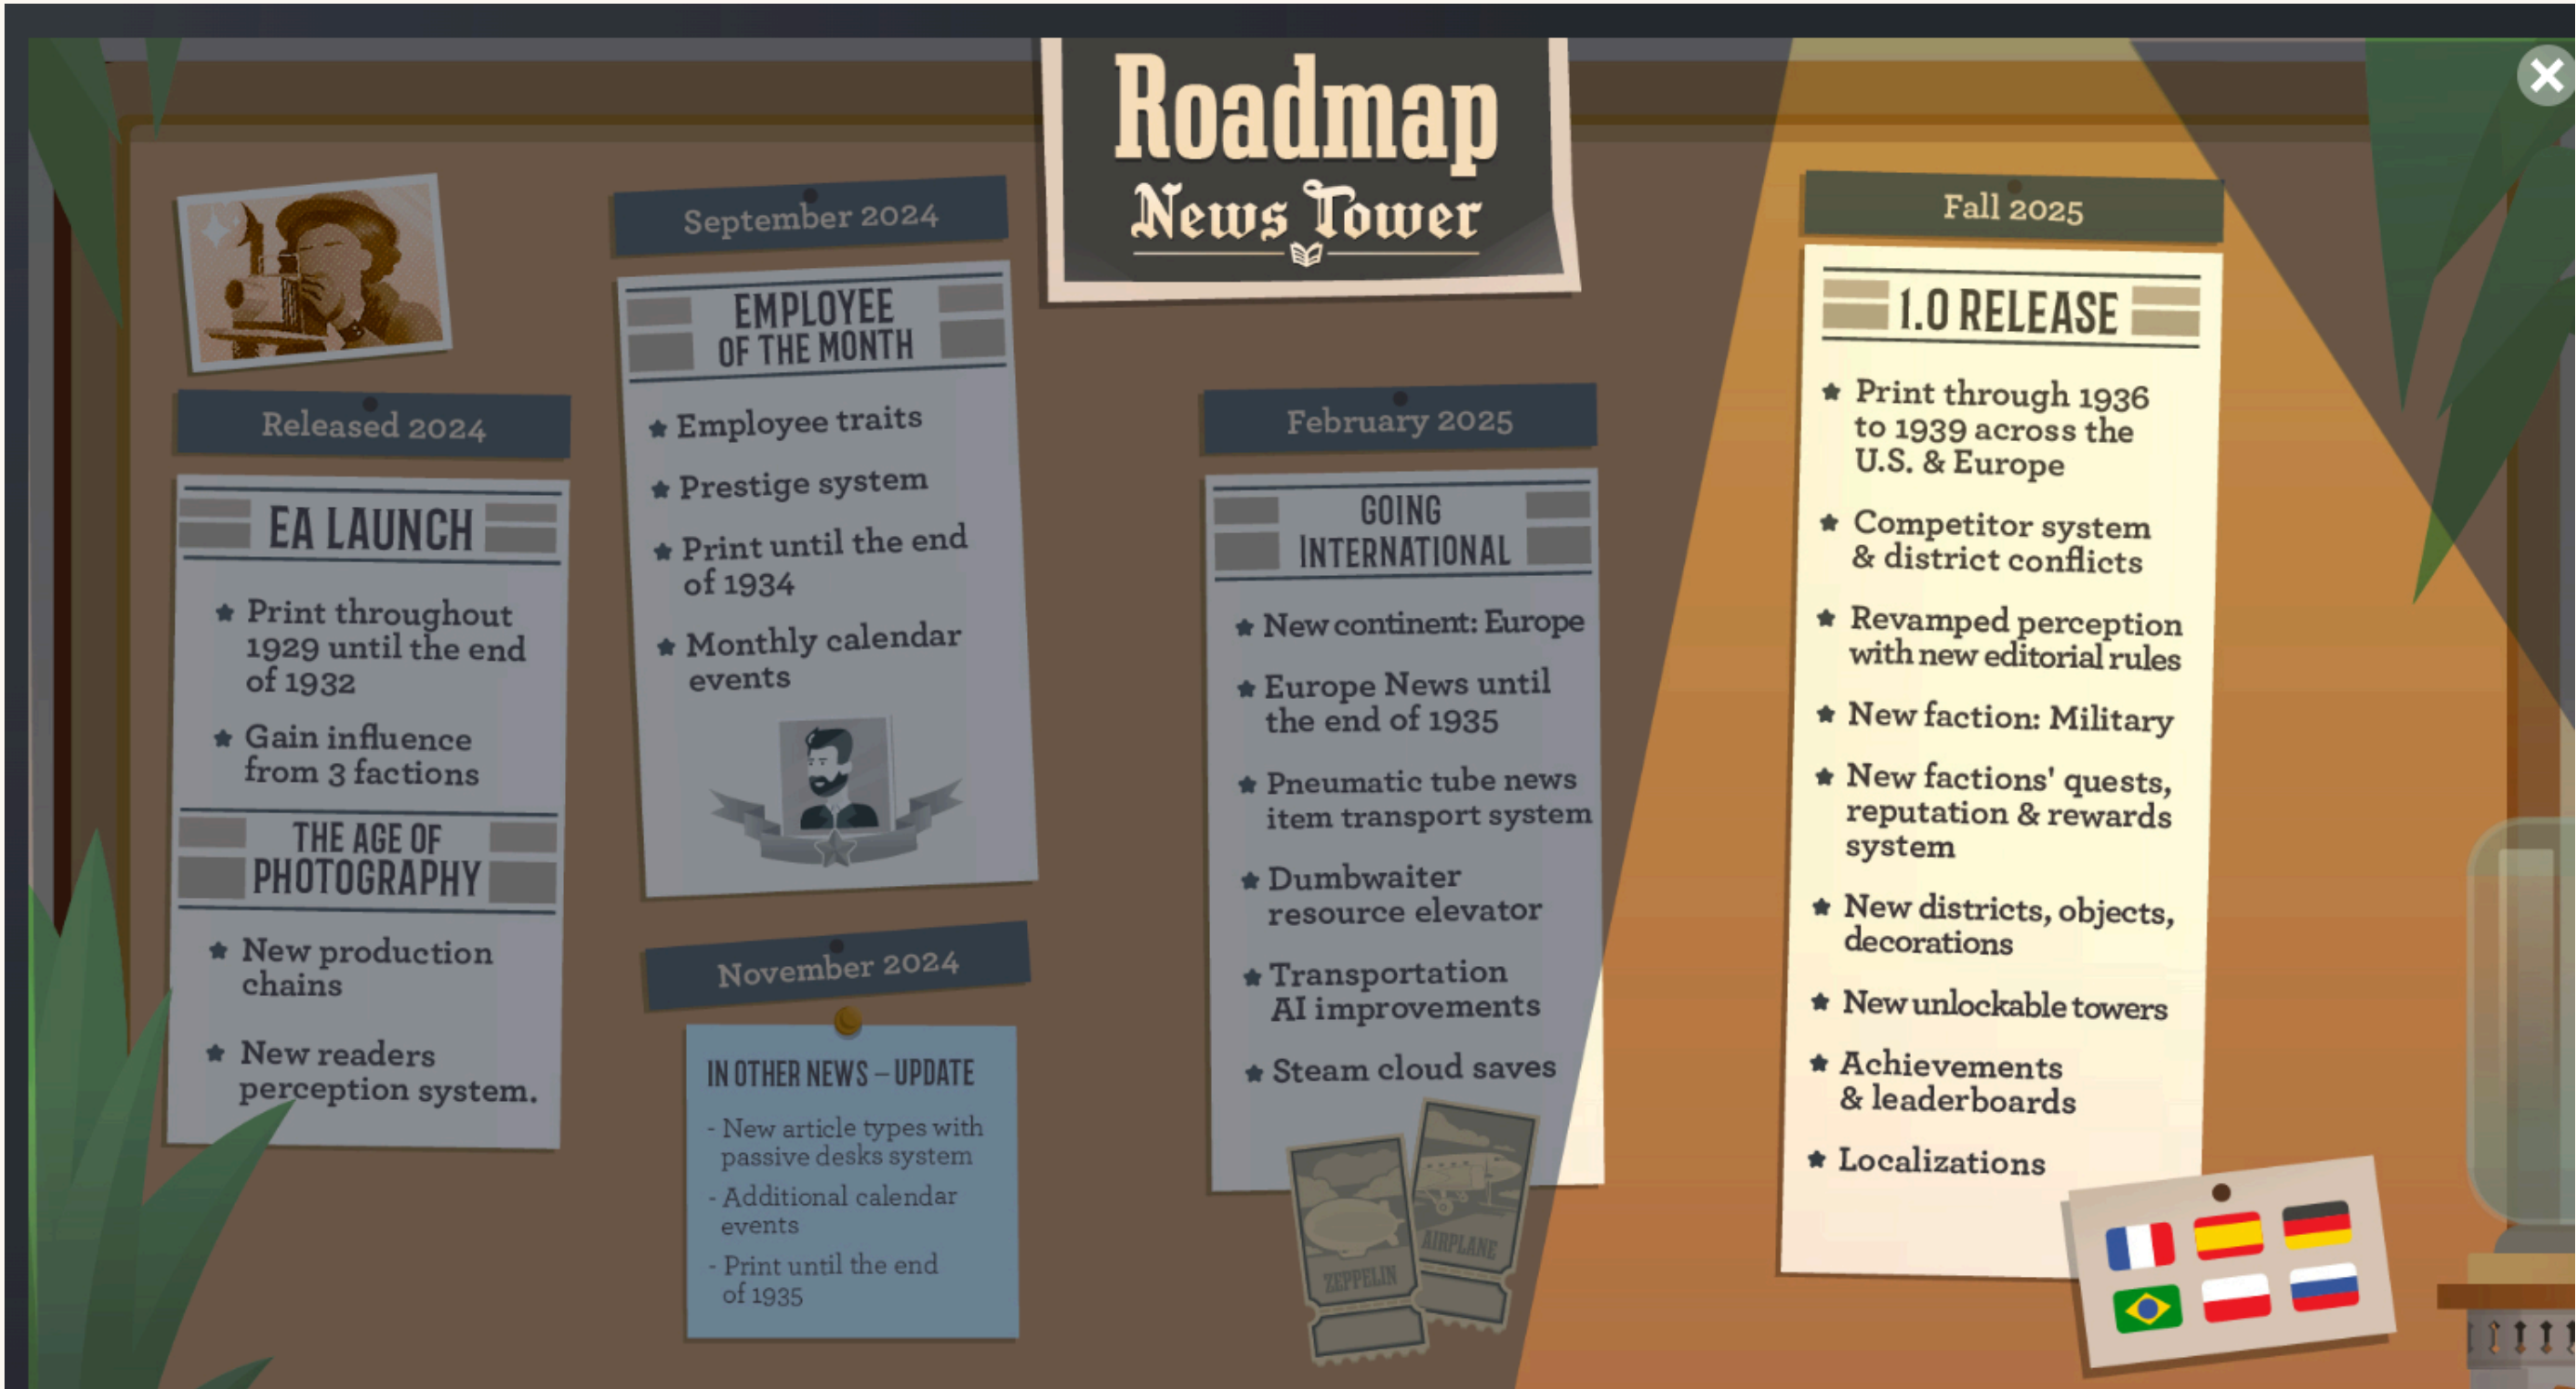 Roadmap
News Tower
Released 2024
EA LAUNCH
Print throughout
1929 until the end
of 1932
Gain influence
from 3 factions
THE AGE OF
PHOTOGRAPHY
New production
chains
New readers
perception system.
September 2024
EMPLOYEE
OF THE MONTH
Employee traits
Prestige system
Print until the end
of 1934
Monthly calendar
events
November 2024
IN OTHER NEWS – UPDATE
- New article types with
passive desks system
- Additional calendar
events
- Print until the end
of 1935
February 2025
GOING
INTERNATIONAL
New continent: Europe
Europe News until
the end of 1935
Pneumatic tube news
item transport system
Dumbwaiter
resource elevator
Transportation
AI improvements
Steam cloud saves
ZEPPELIN
AIRPLANE
Fall 2025
1.0 RELEASE
Print through 1936
to 1939 across the
U.S. & Europe
Competitor system
& district conflicts
Revamped perception
with new editorial rules
New faction: Military
New factions' quests,
reputation & rewards
system
New districts, objects,
decorations
New unlockable towers
Achievements
& leaderboards
Localizations